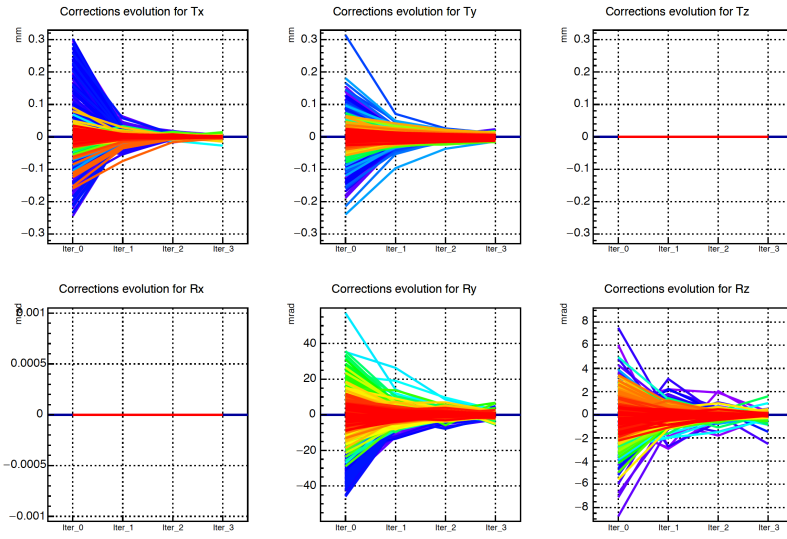 Corrections evolution for Tx
mm
0.3
0.2
0.1
0
−0.1
−0.2
−0.3
Iter_0 Iter_1 Iter_2 Iter_3
Corrections evolution for Ty
mm
0.3
0.2
0.1
0
−0.1
−0.2
−0.3
Iter_0 Iter_1 Iter_2 Iter_3
Corrections evolution for Tz
mm
0.3
0.2
0.1
0
−0.1
−0.2
−0.3
Iter_0 Iter_1 Iter_2 Iter_3
Corrections evolution for Rx
mrad
0.001
0.0005
0
−0.0005
−0.001
Iter_0 Iter_1 Iter_2 Iter_3
Corrections evolution for Ry
mrad
40
20
0
−20
−40
Iter_0 Iter_1 Iter_2 Iter_3
Corrections evolution for Rz
mrad
8
6
4
2
0
−2
−4
−6
−8
Iter_0 Iter_1 Iter_2 Iter_3